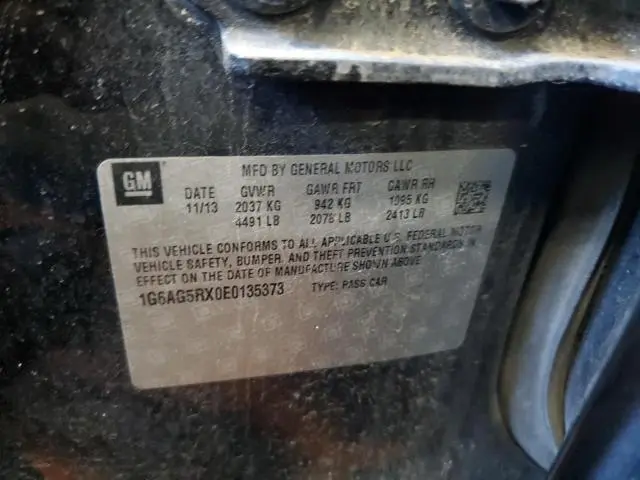 GM
MFD BY GENERAL MOTORS LLC
DATE GVWR GAWR FRT GAWR RR
11/13 2037 KG 942 KG 1095 KG
4491 LB 2076 LB 2413 LB
THIS VEHICLE CONFORMS TO ALL APPLICABLE U.S. FEDERAL MOTOR
VEHICLE SAFETY, BUMPER, AND THEFT PREVENTION STANDARDS IN
EFFECT ON THE DATE OF MANUFACTURE SHOWN ABOVE.
1G6AG5RX0E0135373 TYPE: PASS CAR